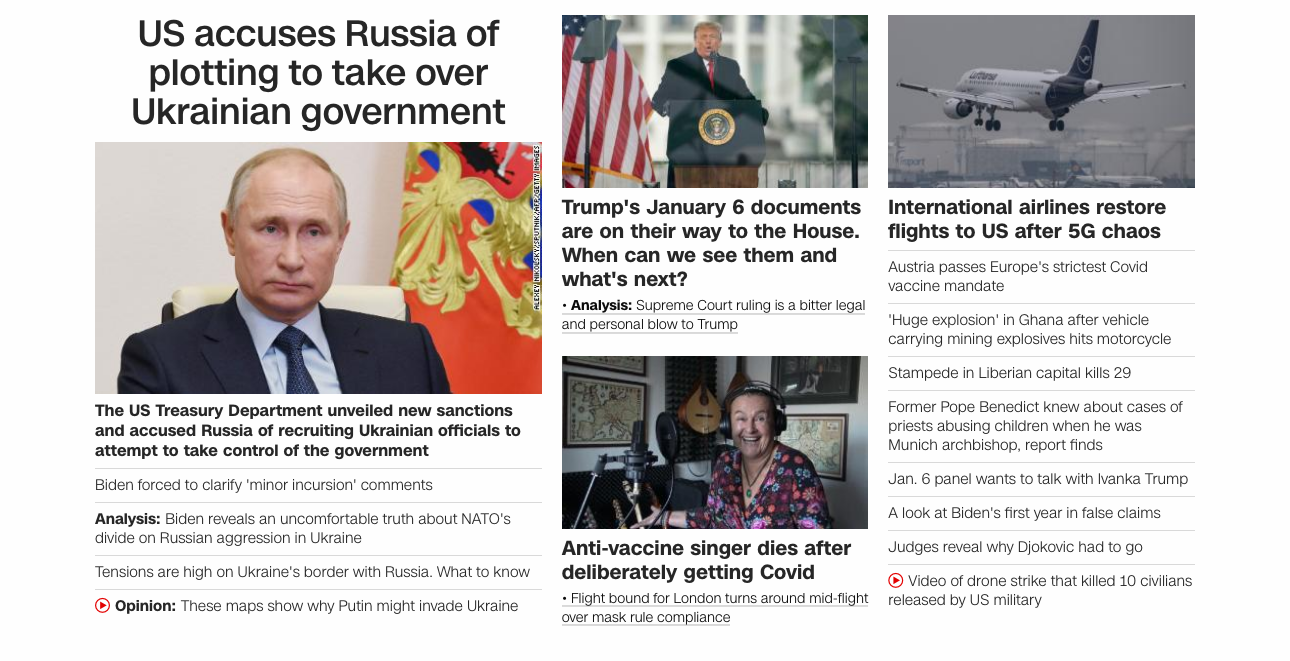 US accuses Russia of
plotting to take over
Ukrainian government
ALEXEY NIKOLSKY/SPUTNIK/AFP/GETTY IMAGES
The US Treasury Department unveiled new sanctions
and accused Russia of recruiting Ukrainian officials to
attempt to take control of the government
Biden forced to clarify 'minor incursion' comments
Analysis: Biden reveals an uncomfortable truth about NATO's
divide on Russian aggression in Ukraine
Tensions are high on Ukraine's border with Russia. What to know
Opinion: These maps show why Putin might invade Ukraine
Trump's January 6 documents
are on their way to the House.
When can we see them and
what's next?
• Analysis: Supreme Court ruling is a bitter legal
and personal blow to Trump
Anti-vaccine singer dies after
deliberately getting Covid
• Flight bound for London turns around mid-flight
over mask rule compliance
Lufthansa
International airlines restore
flights to US after 5G chaos
Austria passes Europe's strictest Covid
vaccine mandate
'Huge explosion' in Ghana after vehicle
carrying mining explosives hits motorcycle
Stampede in Liberian capital kills 29
Former Pope Benedict knew about cases of
priests abusing children when he was
Munich archbishop, report finds
Jan. 6 panel wants to talk with Ivanka Trump
A look at Biden's first year in false claims
Judges reveal why Djokovic had to go
Video of drone strike that killed 10 civilians
released by US military